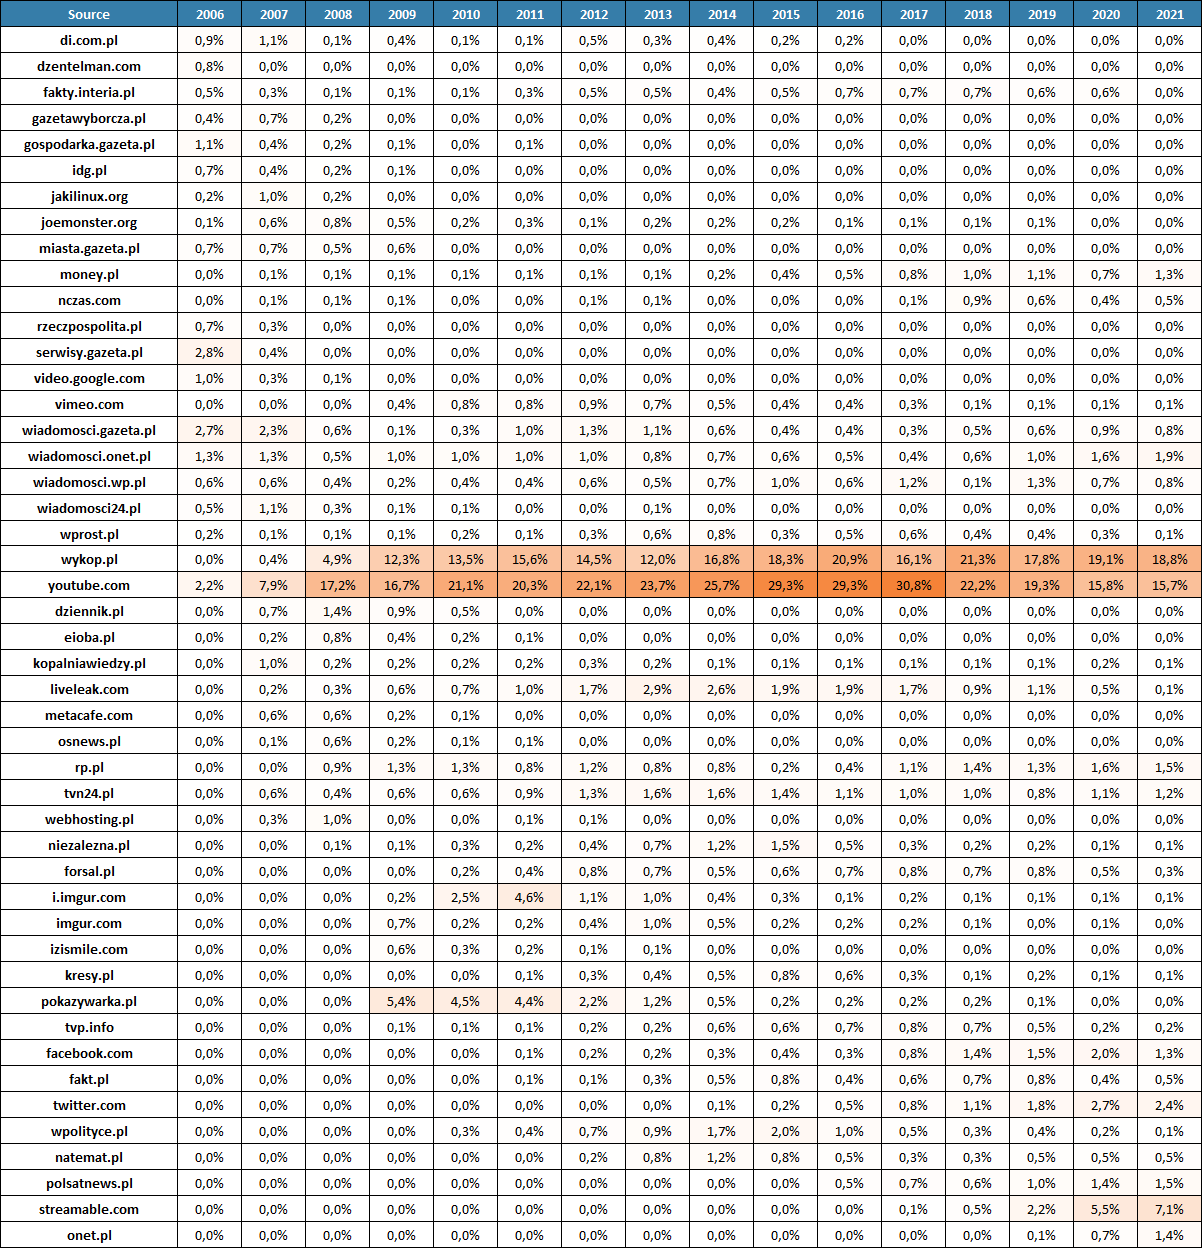 Source 2006 2007 2008 2009 2010 2011 2012 2013 2014 2015 2016 2017 2018 2019 2020 2021
di.com.pl 0,9% 1,1% 0,1% 0,4% 0,1% 0,1% 0,5% 0,3% 0,4% 0,2% 0,2% 0,0% 0,0% 0,0% 0,0% 0,0%
dzentelman.com 0,8% 0,0% 0,0% 0,0% 0,0% 0,0% 0,0% 0,0% 0,0% 0,0% 0,0% 0,0% 0,0% 0,0% 0,0% 0,0%
fakty.interia.pl 0,5% 0,3% 0,1% 0,1% 0,1% 0,3% 0,5% 0,5% 0,4% 0,5% 0,7% 0,7% 0,7% 0,6% 0,6% 0,0%
gazetawyborcza.pl 0,4% 0,7% 0,2% 0,0% 0,0% 0,0% 0,0% 0,0% 0,0% 0,0% 0,0% 0,0% 0,0% 0,0% 0,0% 0,0%
gospodarka.gazeta.pl 1,1% 0,4% 0,2% 0,1% 0,0% 0,1% 0,0% 0,0% 0,0% 0,0% 0,0% 0,0% 0,0% 0,0% 0,0% 0,0%
idg.pl 0,7% 0,4% 0,2% 0,1% 0,0% 0,0% 0,0% 0,0% 0,0% 0,0% 0,0% 0,0% 0,0% 0,0% 0,0% 0,0%
jakilinux.org 0,2% 1,0% 0,2% 0,0% 0,0% 0,0% 0,0% 0,0% 0,0% 0,0% 0,0% 0,0% 0,0% 0,0% 0,0% 0,0%
joemonster.org 0,1% 0,6% 0,8% 0,5% 0,2% 0,3% 0,1% 0,2% 0,2% 0,2% 0,1% 0,1% 0,1% 0,1% 0,0% 0,0%
miasta.gazeta.pl 0,7% 0,7% 0,5% 0,6% 0,0% 0,0% 0,0% 0,0% 0,0% 0,0% 0,0% 0,0% 0,0% 0,0% 0,0% 0,0%
money.pl 0,0% 0,1% 0,1% 0,1% 0,1% 0,1% 0,1% 0,1% 0,2% 0,4% 0,5% 0,8% 1,0% 1,1% 0,7% 1,3%
nczas.com 0,0% 0,1% 0,1% 0,1% 0,0% 0,0% 0,1% 0,1% 0,0% 0,0% 0,0% 0,1% 0,9% 0,6% 0,4% 0,5%
rzeczpospolita.pl 0,7% 0,3% 0,0% 0,0% 0,0% 0,0% 0,0% 0,0% 0,0% 0,0% 0,0% 0,0% 0,0% 0,0% 0,0% 0,0%
serwisy.gazeta.pl 2,8% 0,4% 0,0% 0,0% 0,0% 0,0% 0,0% 0,0% 0,0% 0,0% 0,0% 0,0% 0,0% 0,0% 0,0% 0,0%
video.google.com 1,0% 0,3% 0,1% 0,0% 0,0% 0,0% 0,0% 0,0% 0,0% 0,0% 0,0% 0,0% 0,0% 0,0% 0,0% 0,0%
vimeo.com 0,0% 0,0% 0,0% 0,4% 0,8% 0,8% 0,9% 0,7% 0,5% 0,4% 0,4% 0,3% 0,1% 0,1% 0,1% 0,1%
wiadomosci.gazeta.pl 2,7% 2,3% 0,6% 0,1% 0,3% 1,0% 1,3% 1,1% 0,6% 0,4% 0,4% 0,3% 0,5% 0,6% 0,9% 0,8%
wiadomosci.onet.pl 1,3% 1,3% 0,5% 1,0% 1,0% 1,0% 1,0% 0,8% 0,7% 0,6% 0,5% 0,4% 0,6% 1,0% 1,6% 1,9%
wiadomosci.wp.pl 0,6% 0,6% 0,4% 0,2% 0,4% 0,4% 0,6% 0,5% 0,7% 1,0% 0,6% 1,2% 0,1% 1,3% 0,7% 0,8%
wiadomosci24.pl 0,5% 1,1% 0,3% 0,1% 0,1% 0,0% 0,0% 0,1% 0,0% 0,0% 0,0% 0,0% 0,0% 0,0% 0,0% 0,0%
wprost.pl 0,2% 0,1% 0,1% 0,1% 0,2% 0,1% 0,3% 0,6% 0,8% 0,3% 0,5% 0,6% 0,4% 0,4% 0,3% 0,1%
wykop.pl 0,0% 0,4% 4,9% 12,3% 13,5% 15,6% 14,5% 12,0% 16,8% 18,3% 20,9% 16,1% 21,3% 17,8% 19,1% 18,8%
youtube.com 2,2% 7,9% 17,2% 16,7% 21,1% 20,3% 22,1% 23,7% 25,7% 29,3% 29,3% 30,8% 22,2% 19,3% 15,8% 15,7%
dziennik.pl 0,0% 0,7% 1,4% 0,9% 0,5% 0,0% 0,0% 0,0% 0,0% 0,0% 0,0% 0,0% 0,0% 0,0% 0,0% 0,0%
eioba.pl 0,0% 0,2% 0,8% 0,4% 0,2% 0,1% 0,0% 0,0% 0,0% 0,0% 0,0% 0,0% 0,0% 0,0% 0,0% 0,0%
kopalniawiedzy.pl 0,0% 1,0% 0,2% 0,2% 0,2% 0,2% 0,3% 0,2% 0,1% 0,1% 0,1% 0,1% 0,1% 0,1% 0,2% 0,1%
liveleak.com 0,0% 0,2% 0,3% 0,6% 0,7% 1,0% 1,7% 2,9% 2,6% 1,9% 1,9% 1,7% 0,9% 1,1% 0,5% 0,1%
metacafe.com 0,0% 0,6% 0,6% 0,2% 0,1% 0,0% 0,0% 0,0% 0,0% 0,0% 0,0% 0,0% 0,0% 0,0% 0,0% 0,0%
osnews.pl 0,0% 0,1% 0,6% 0,2% 0,1% 0,1% 0,0% 0,0% 0,0% 0,0% 0,0% 0,0% 0,0% 0,0% 0,0% 0,0%
rp.pl 0,0% 0,0% 0,9% 1,3% 1,3% 0,8% 1,2% 0,8% 0,8% 0,2% 0,4% 1,1% 1,4% 1,3% 1,6% 1,5%
tvn24.pl 0,0% 0,6% 0,4% 0,6% 0,6% 0,9% 1,3% 1,6% 1,6% 1,4% 1,1% 1,0% 1,0% 0,8% 1,1% 1,2%
webhosting.pl 0,0% 0,3% 1,0% 0,0% 0,0% 0,1% 0,1% 0,0% 0,0% 0,0% 0,0% 0,0% 0,0% 0,0% 0,0% 0,0%
niezalezna.pl 0,0% 0,0% 0,1% 0,1% 0,3% 0,2% 0,4% 0,7% 1,2% 1,5% 0,5% 0,3% 0,2% 0,2% 0,1% 0,1%
forsal.pl 0,0% 0,0% 0,0% 0,0% 0,2% 0,4% 0,8% 0,7% 0,5% 0,6% 0,7% 0,8% 0,7% 0,8% 0,5% 0,3%
i.imgur.com 0,0% 0,0% 0,0% 0,2% 2,5% 4,6% 1,1% 1,0% 0,4% 0,3% 0,1% 0,2% 0,1% 0,1% 0,1% 0,1%
imgur.com 0,0% 0,0% 0,0% 0,7% 0,2% 0,2% 0,4% 1,0% 0,5% 0,2% 0,2% 0,2% 0,1% 0,0% 0,1% 0,0%
izismile.com 0,0% 0,0% 0,0% 0,6% 0,3% 0,2% 0,1% 0,1% 0,0% 0,0% 0,0% 0,0% 0,0% 0,0% 0,0% 0,0%
kresy.pl 0,0% 0,0% 0,0% 0,0% 0,0% 0,1% 0,3% 0,4% 0,5% 0,8% 0,6% 0,3% 0,1% 0,2% 0,1% 0,1%
pokazywarka.pl 0,0% 0,0% 0,0% 5,4% 4,5% 4,4% 2,2% 1,2% 0,5% 0,2% 0,2% 0,2% 0,2% 0,1% 0,0% 0,0%
tvp.info 0,0% 0,0% 0,0% 0,1% 0,1% 0,1% 0,2% 0,2% 0,6% 0,6% 0,7% 0,8% 0,7% 0,5% 0,2% 0,2%
facebook.com 0,0% 0,0% 0,0% 0,0% 0,0% 0,1% 0,2% 0,2% 0,3% 0,4% 0,3% 0,8% 1,4% 1,5% 2,0% 1,3%
fakt.pl 0,0% 0,0% 0,0% 0,0% 0,0% 0,1% 0,1% 0,3% 0,5% 0,8% 0,4% 0,6% 0,7% 0,8% 0,4% 0,5%
twitter.com 0,0% 0,0% 0,0% 0,0% 0,0% 0,0% 0,0% 0,0% 0,1% 0,2% 0,5% 0,8% 1,1% 1,8% 2,7% 2,4%
wpolityce.pl 0,0% 0,0% 0,0% 0,0% 0,3% 0,4% 0,7% 0,9% 1,7% 2,0% 1,0% 0,5% 0,3% 0,4% 0,2% 0,1%
natemat.pl 0,0% 0,0% 0,0% 0,0% 0,0% 0,0% 0,2% 0,8% 1,2% 0,8% 0,5% 0,3% 0,3% 0,5% 0,5% 0,5%
polsatnews.pl 0,0% 0,0% 0,0% 0,0% 0,0% 0,0% 0,0% 0,0% 0,0% 0,0% 0,5% 0,7% 0,6% 1,0% 1,4% 1,5%
streamable.com 0,0% 0,0% 0,0% 0,0% 0,0% 0,0% 0,0% 0,0% 0,0% 0,0% 0,0% 0,1% 0,5% 2,2% 5,5% 7,1%
onet.pl 0,0% 0,0% 0,0% 0,0% 0,0% 0,0% 0,0% 0,0% 0,0% 0,0% 0,0% 0,0% 0,0% 0,1% 0,7% 1,4%